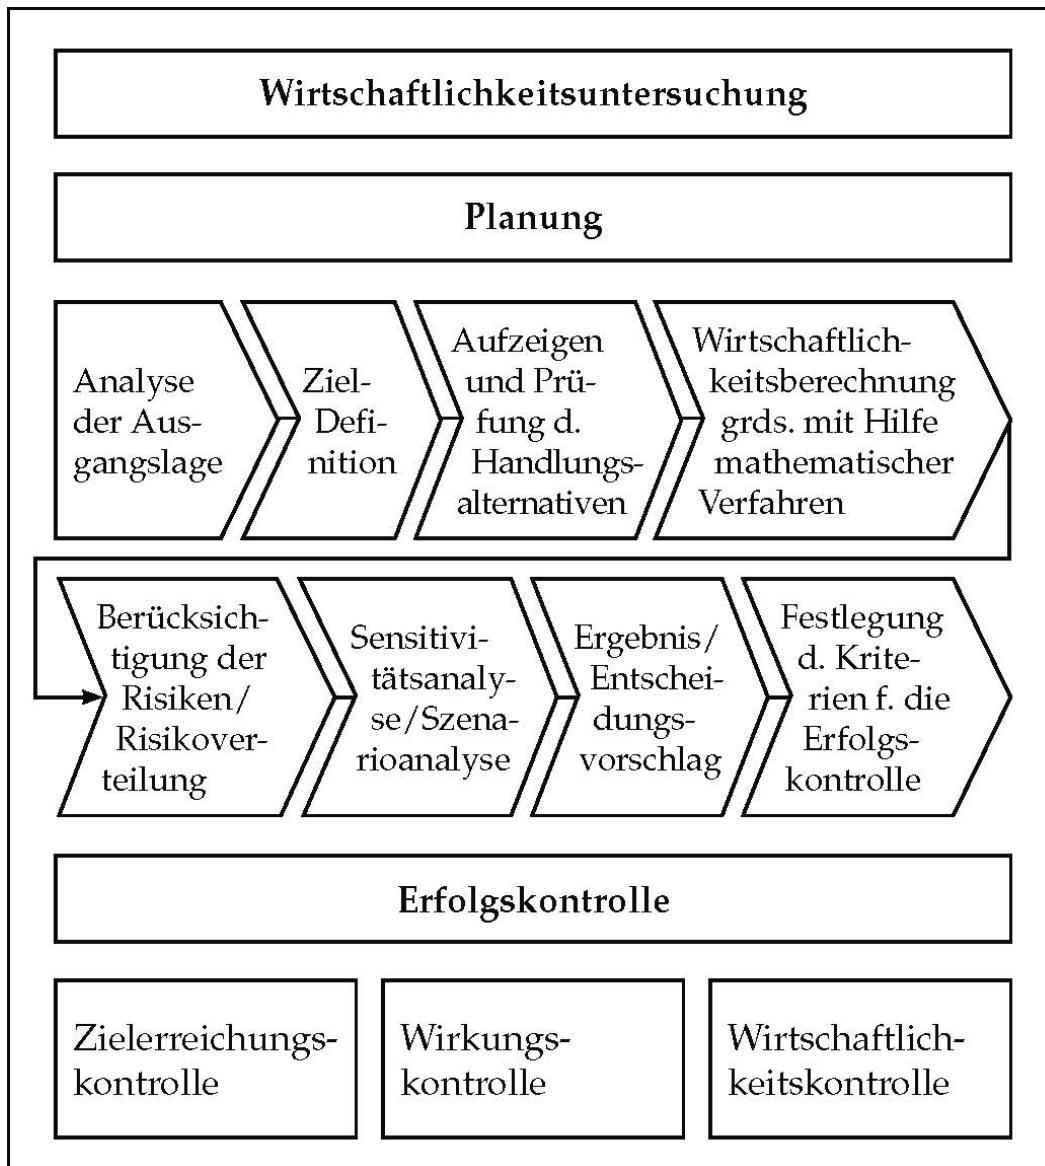 Wirtschaftlichkeitsuntersuchung
Planung
Analyse
der Aus-
gangslage
Ziel-
Defi-
nition
Aufzeigen
und Prü-
fung d.
Handlungs-
alternativen
Wirtschaftlich-
keitsberechnung
grds. mit Hilfe
mathematischer
Verfahren
Berücksich-
tigung der
Risiken/
Risikover-
teilung
Sensitivi-
tätsanaly-
se/Szena-
rioanalyse
Ergebnis/
Entschei-
dungs-
vorschlag
Festlegung
d. Krite-
rien f. die
Erfolgs-
kontrolle
Erfolgskontrolle
Zielerreichungs-
kontrolle
Wirkungs-
kontrolle
Wirtschaftlich-
keitskontrolle